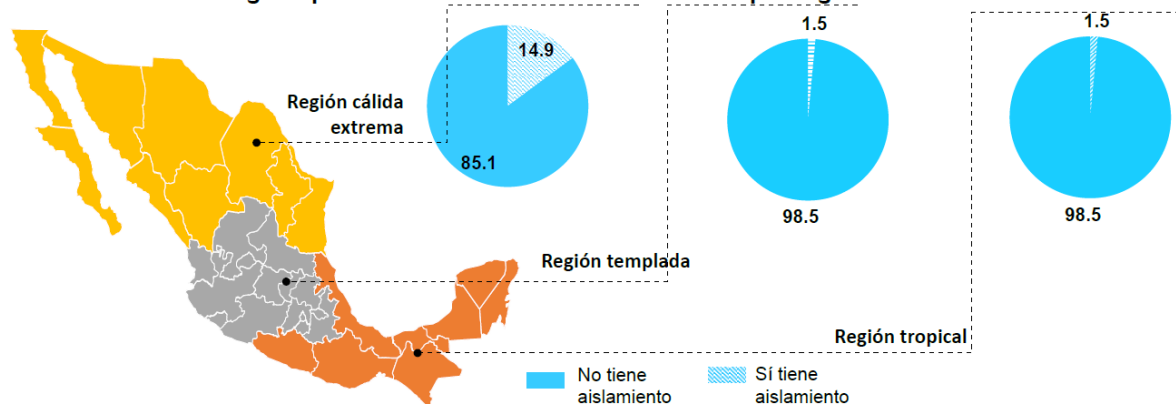 1.5
1.5
14.9
Región cálida
extrema
85.1
98.5
98.5
Región templada
Región tropical
No tiene
aislamiento
Sí tiene
aislamiento